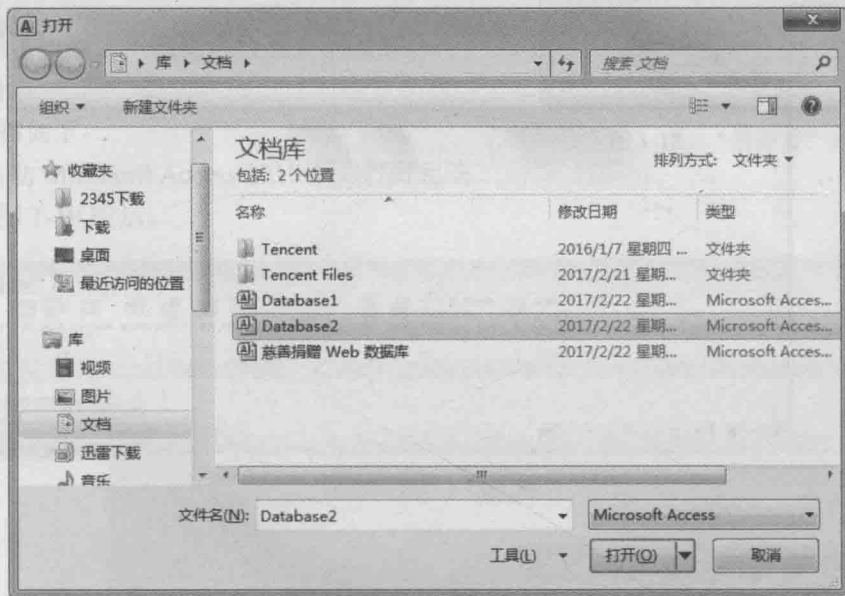 打开
库 文档
搜索 文档
组织 新建文件夹
收藏夹
2345下载
下载
桌面
最近访问的位置
库
视频
图片
文档
迅雷下载
音乐
文档库
包括: 2 个位置
排列方式: 文件夹
名称 修改日期 类型
Tencent 2016/1/7 星期四 ... 文件夹
Tencent Files 2017/2/21 星期... 文件夹
Database1 2017/2/22 星期... Microsoft Acces...
Database2 2017/2/22 星期... Microsoft Acces...
慈善捐赠 Web 数据库 2017/2/22 星期... Microsoft Acces...
文件名(N): Database2 Microsoft Access
工具(L) 打开(O) 取消